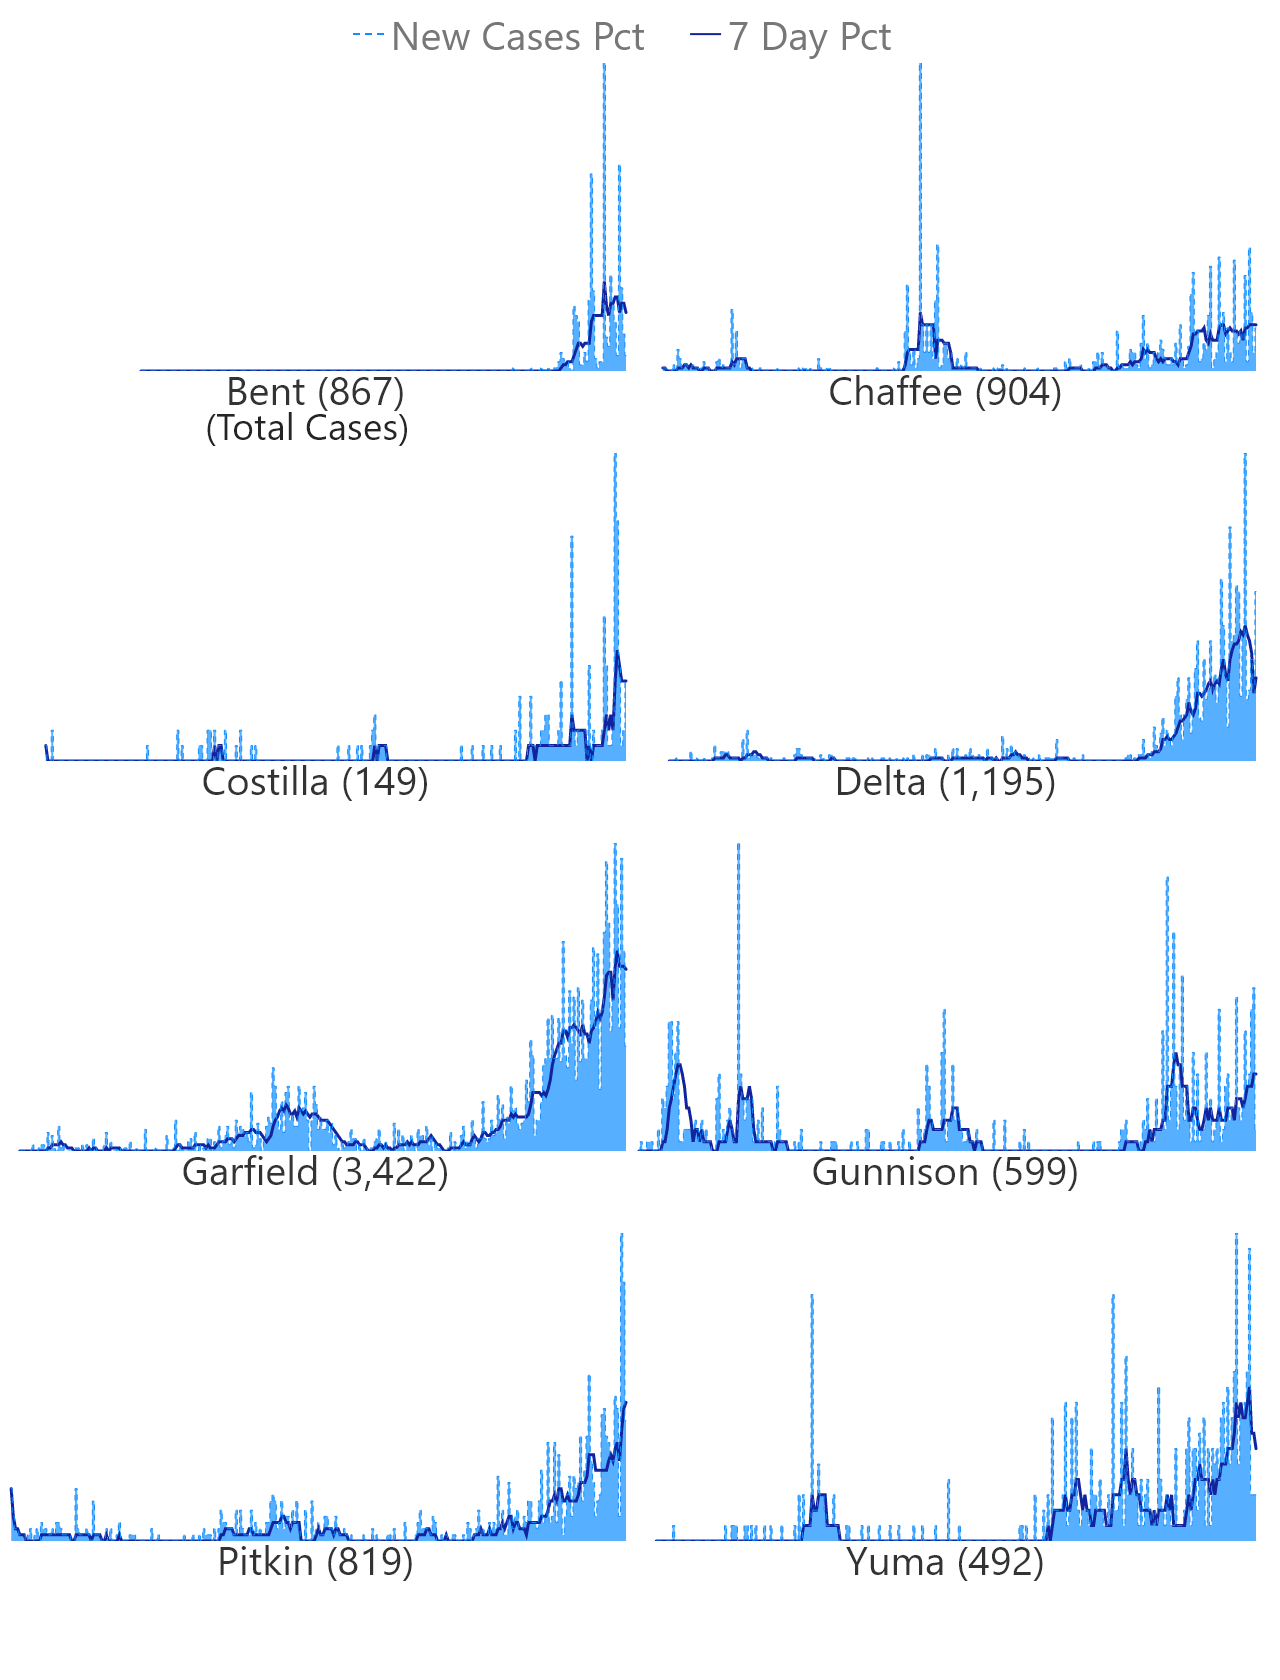 New Cases Pct 7 Day Pct
Bent (867) Chaffee (904)
(Total Cases)
Costilla (149) Delta (1,195)
Garfield (3,422) Gunnison (599)
Pitkin (819) Yuma (492)